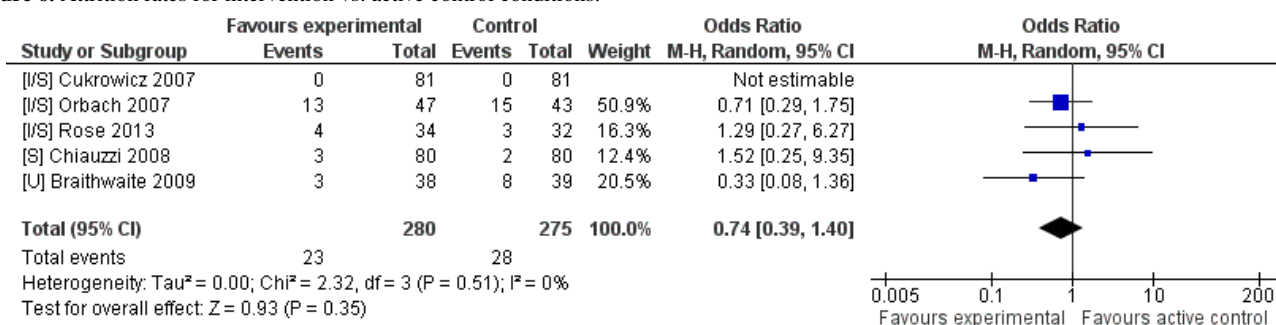 Favours experimental Control Odds Ratio Odds Ratio
Study or Subgroup Events Total Events Total Weight M-H, Random, 95% CI M-H, Random, 95% CI
[I/S] Cukrowicz 2007 0 81 0 81 Not estimable
[I/S] Orbach 2007 13 47 15 43 50.9% 0.71 [0.29, 1.75]
[I/S] Rose 2013 4 34 3 32 16.3% 1.29 [0.27, 6.27]
[S] Chiauzzi 2008 3 80 2 80 12.4% 1.52 [0.25, 9.35]
[U] Braithwaite 2009 3 38 8 39 20.5% 0.33 [0.08, 1.36]
Total (95% CI) 280 275 100.0% 0.74 [0.39, 1.40]
Total events 23 28
Heterogeneity: Tau² = 0.00; Chi² = 2.32, df = 3 (P = 0.51); I² = 0%
Test for overall effect: Z = 0.93 (P = 0.35)
0.005 0.1 1 10 200
Favours experimental Favours active control